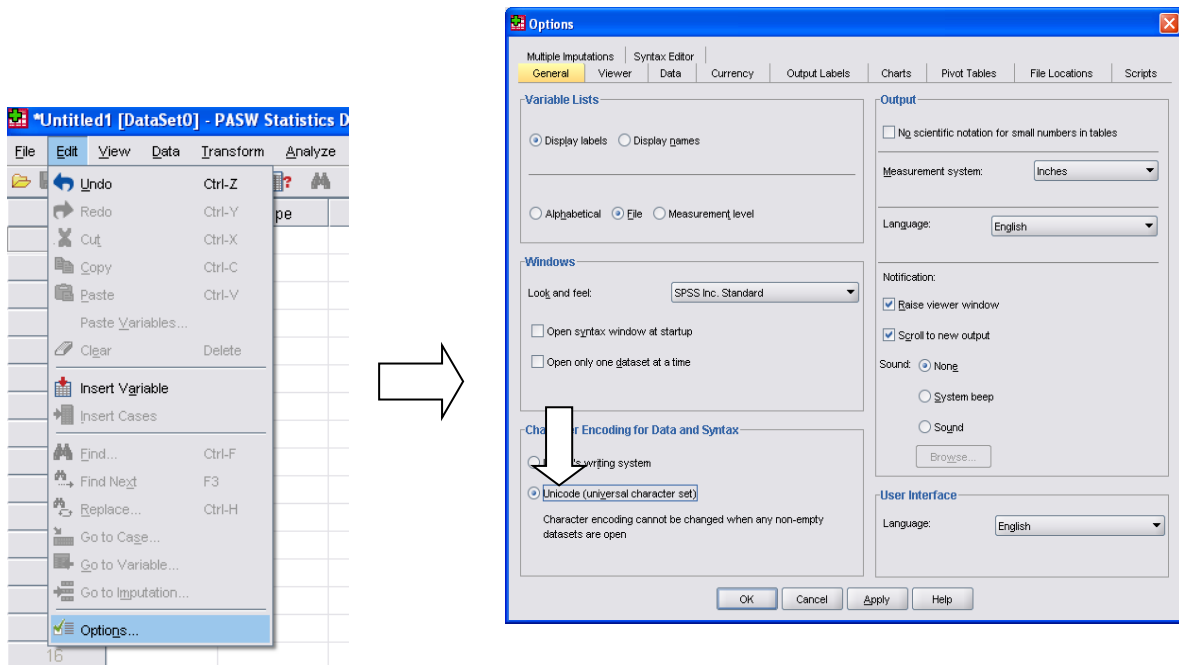 *Untitled1 [DataSet0] - PASW Statistics D
File Edit View Data Transform Analyze
pe
Undo Ctrl-Z
Redo Ctrl-Y
Cut Ctrl-X
Copy Ctrl-C
Paste Ctrl-V
Paste Variables...
Clear Delete
Insert Variable
Insert Cases
Find... Ctrl-F
Find Next F3
Replace... Ctrl-H
Go to Case...
Go to Variable...
Go to Imputation...
Options...
16
Options
Multiple Imputations Syntax Editor
General Viewer Data Currency Output Labels Charts Pivot Tables File Locations Scripts
Variable Lists
Display labels Display names
Alphabetical File Measurement level
Windows
Look and feel: SPSS Inc. Standard
Open syntax window at startup
Open only one dataset at a time
Cha Encoding for Data and Syntax
writing system
Unicode (universal character set)
Character encoding cannot be changed when any non-empty
datasets are open
Output
No scientific notation for small numbers in tables
Measurement system: Inches
Language: English
Notification:
Raise viewer window
Scroll to new output
Sound: None
System beep
Sound
Browse...
User Interface
Language: English
OK Cancel Apply Help